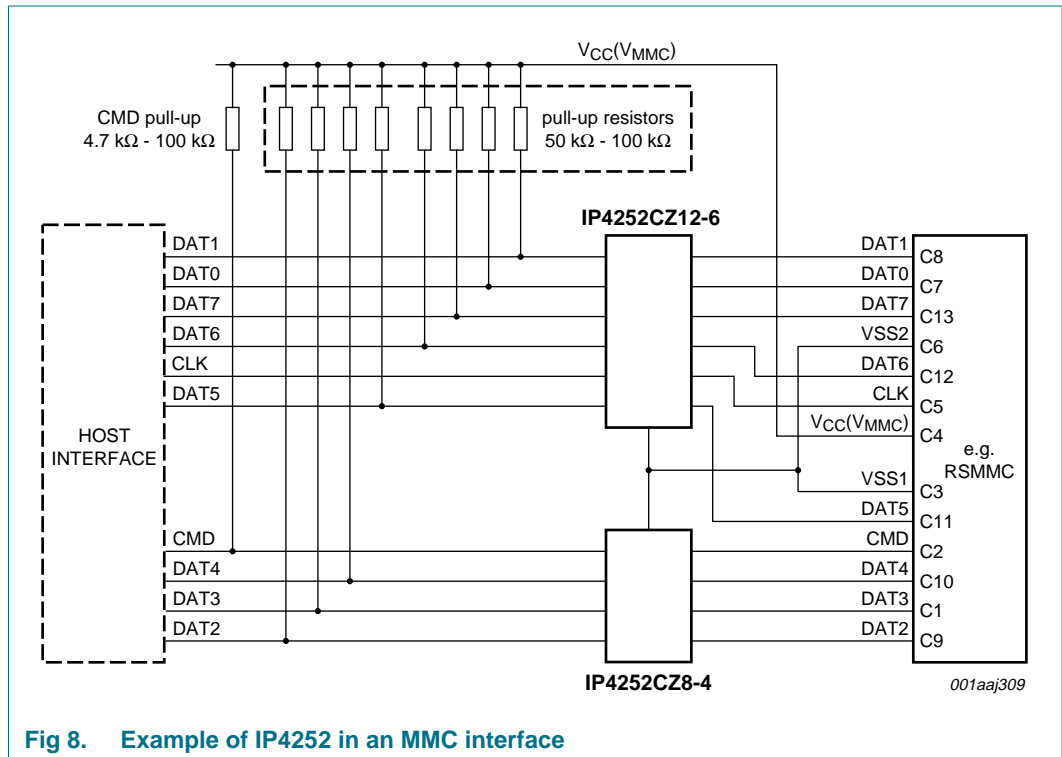 VCC(VMMC)
CMD pull-up
4.7 kΩ - 100 kΩ
pull-up resistors
50 kΩ - 100 kΩ
IP4252CZ12-6
HOST
INTERFACE
DAT1
DAT0
DAT7
DAT6
CLK
DAT5
CMD
DAT4
DAT3
DAT2
DAT1 C8
DAT0 C7
DAT7 C13
VSS2 C6
DAT6 C12
CLK C5
VCC(VMMC) C4
VSS1 C3
DAT5 C11
CMD C2
DAT4 C10
DAT3 C1
DAT2 C9
e.g.
RSMMC
IP4252CZ8-4
001aaj309
Fig 8. Example of IP4252 in an MMC interface